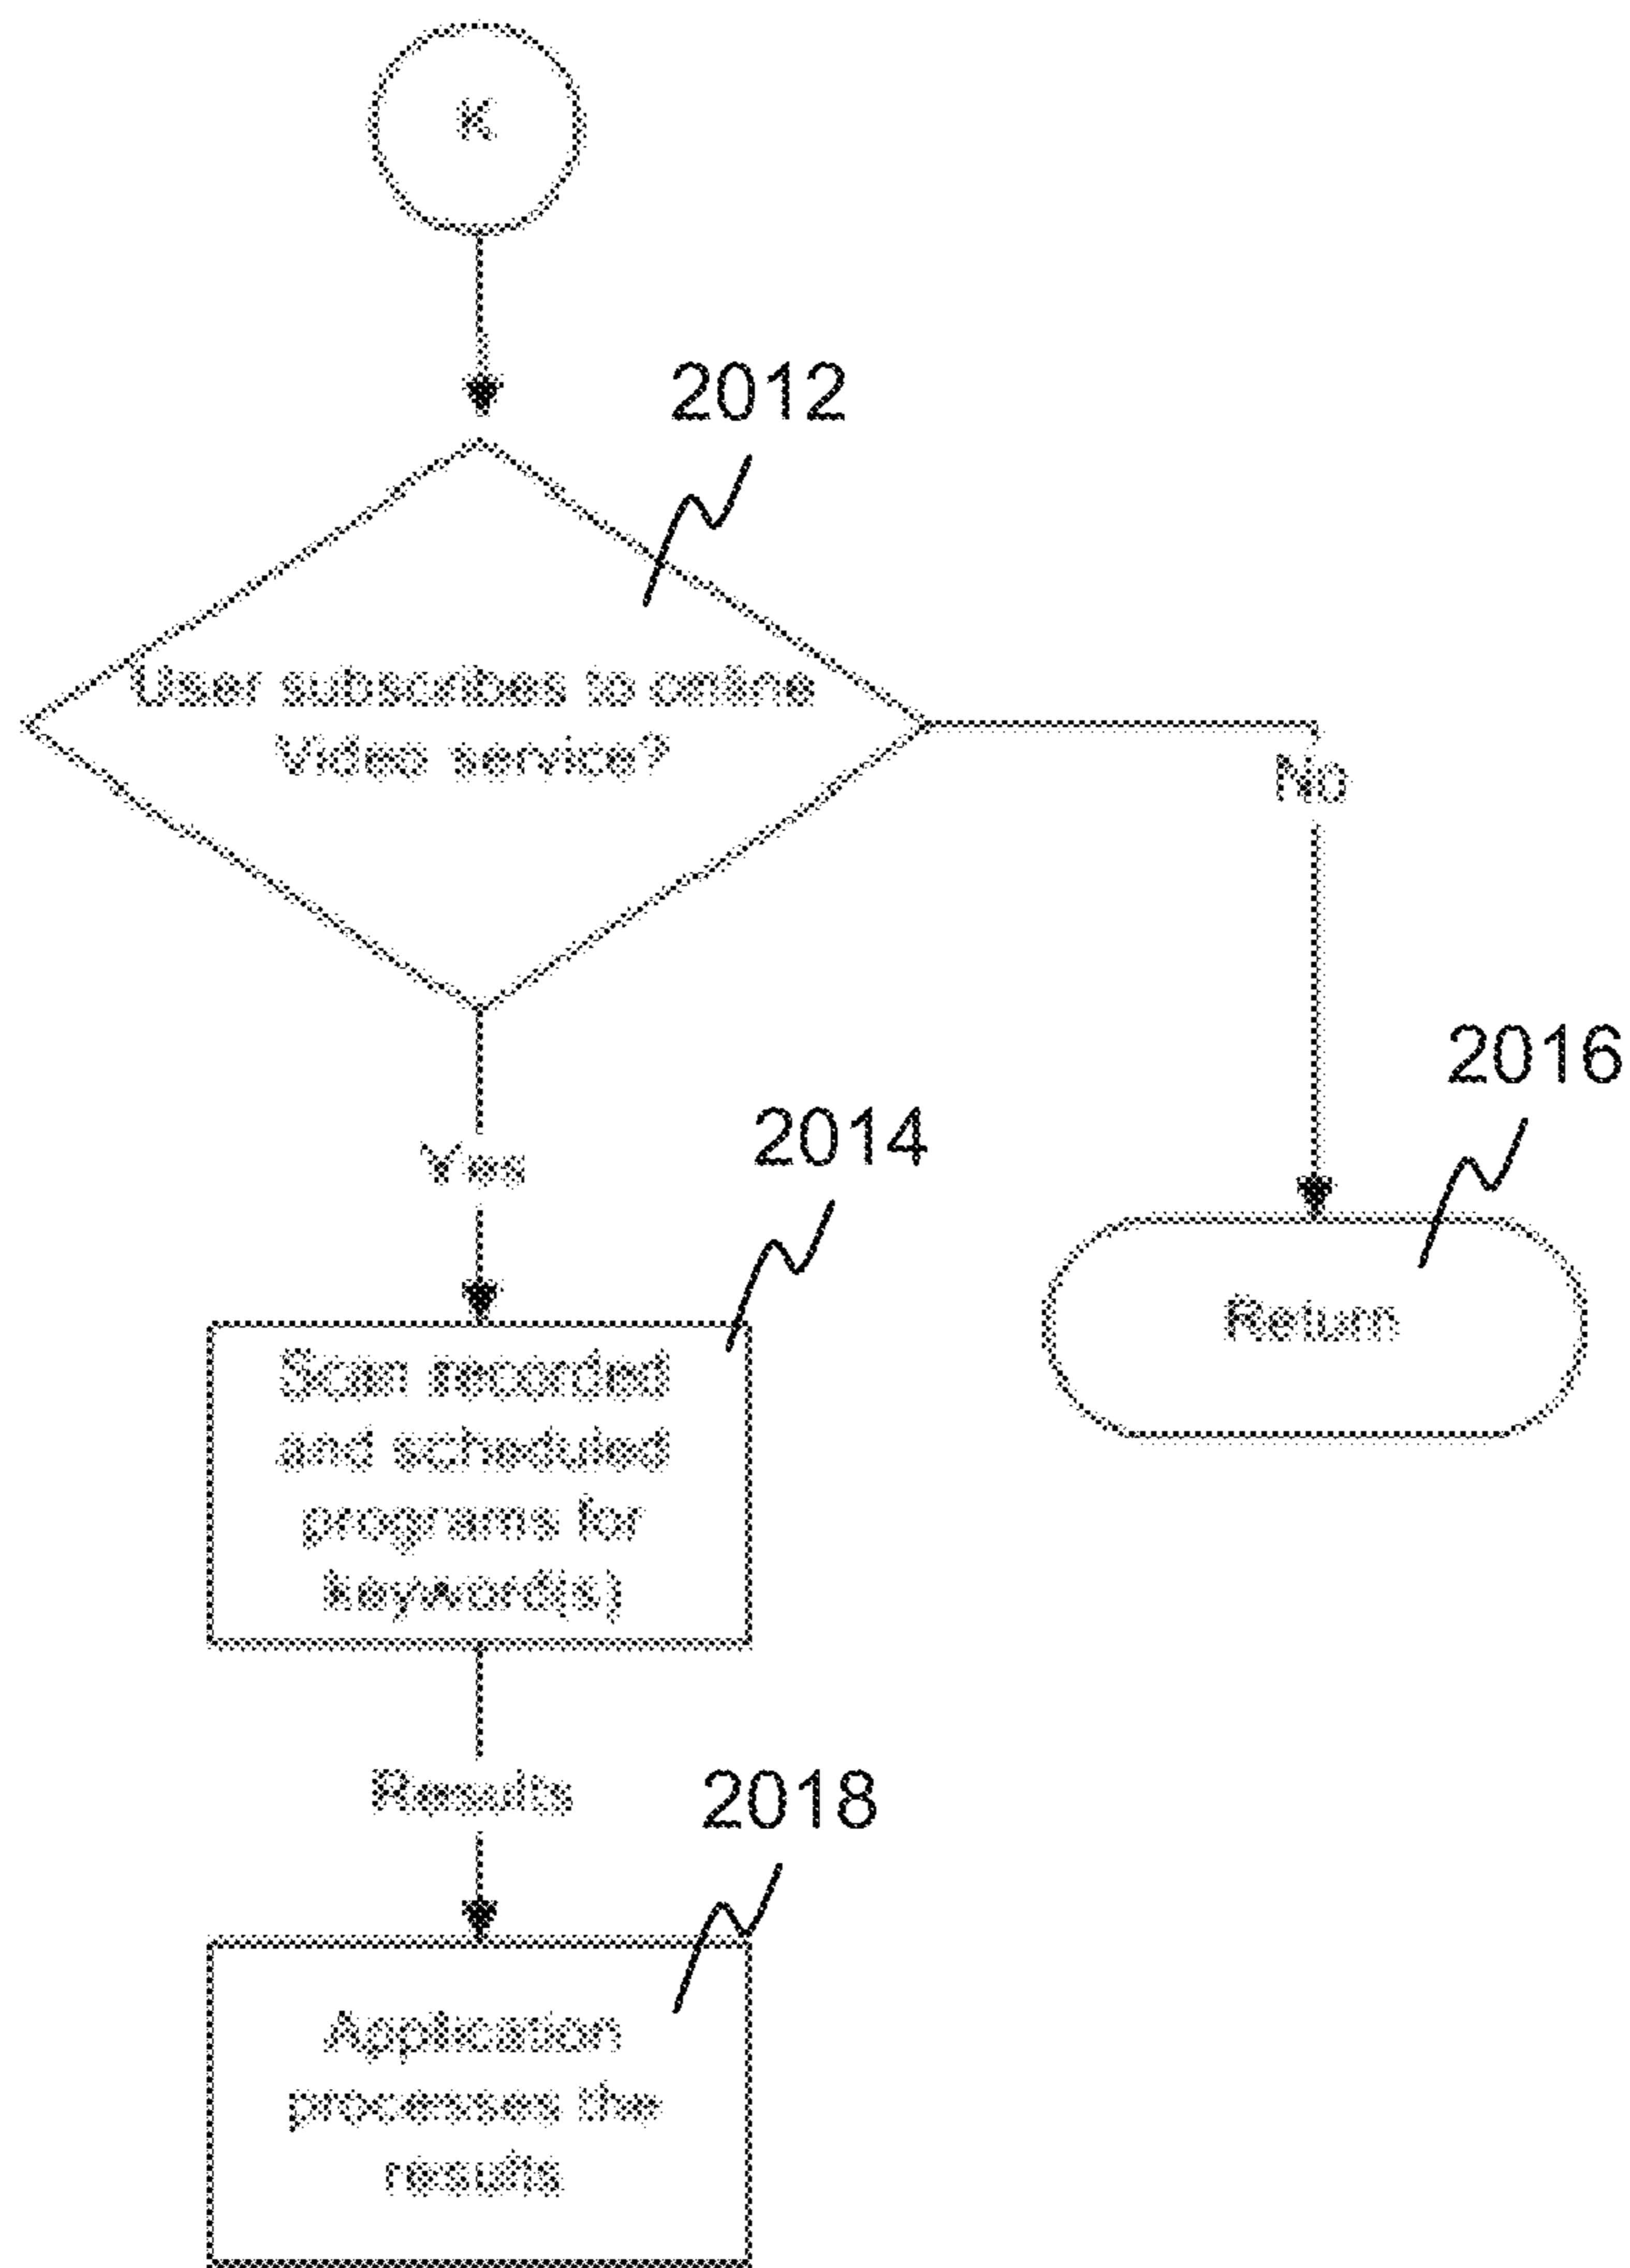 K
2012
User subscribes to online
Video service?
No
2016
Yes
2014
Return
Scan recorded
and scheduled
programs for
keyword(s)
Results
2018
Application
processes the
results